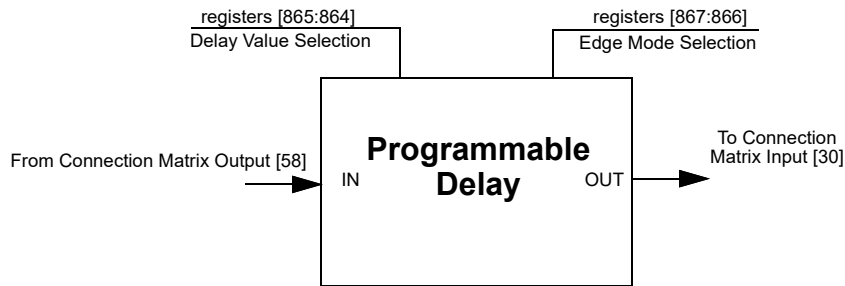 registers [865:864]
Delay Value Selection
registers [867:866]
Edge Mode Selection
From Connection Matrix Output [58]
IN
Programmable
Delay
OUT
To Connection
Matrix Input [30]